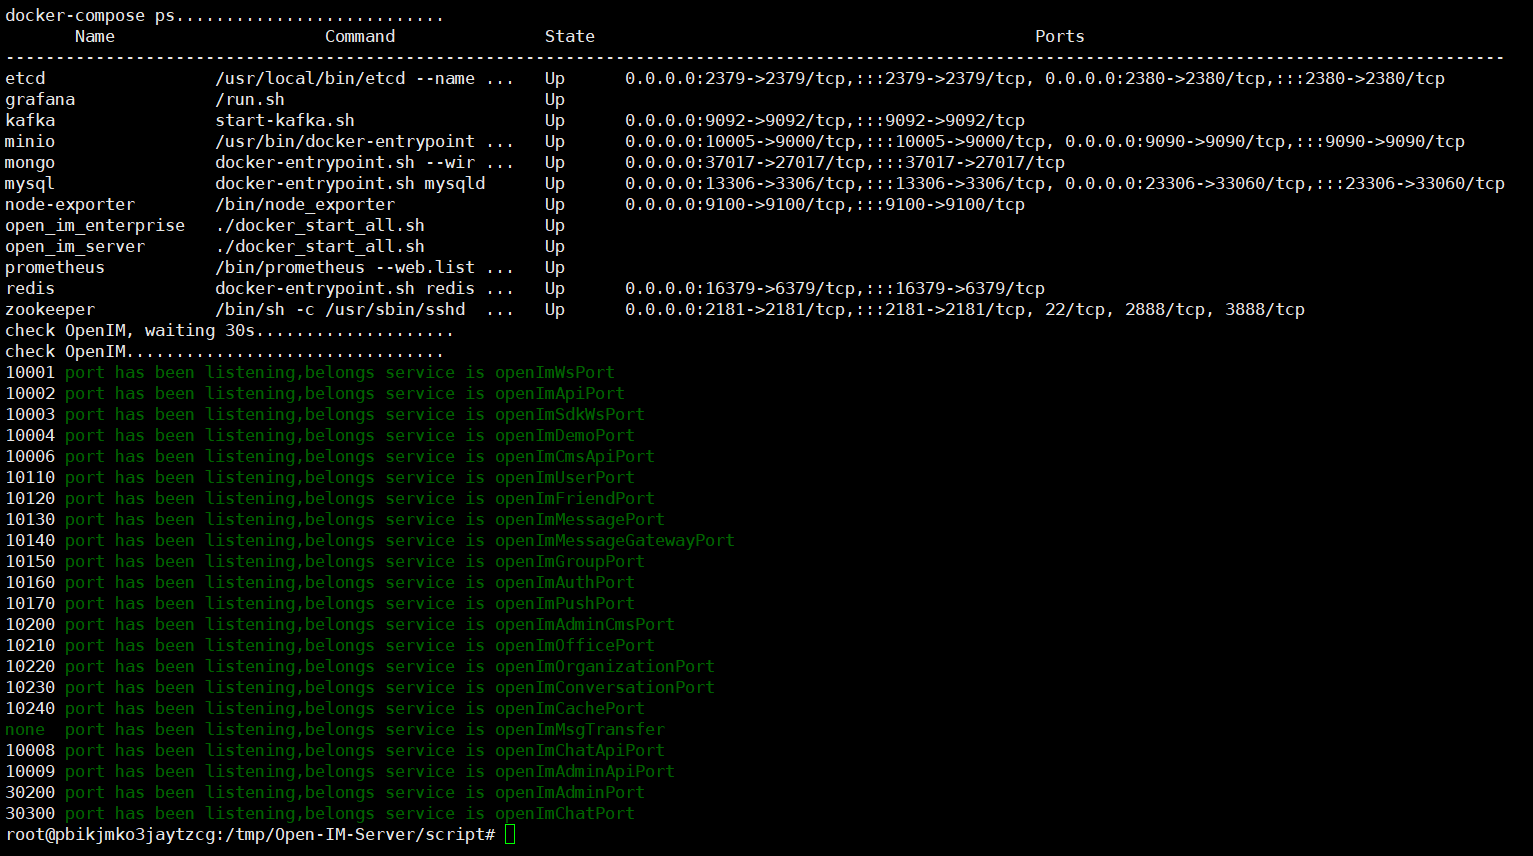 docker-compose ps...........................
       Name                     Command               State                                            Ports
------------------------------------------------------------------------------------------------------------------------------------------------------
etcd                 /usr/local/bin/etcd --name ...   Up      0.0.0.0:2379->2379/tcp,:::2379->2379/tcp, 0.0.0.0:2380->2380/tcp,:::2380->2380/tcp
grafana              /run.sh                          Up
kafka                start-kafka.sh                   Up      0.0.0.0:9092->9092/tcp,:::9092->9092/tcp
minio                /usr/bin/docker-entrypoint ...   Up      0.0.0.0:10005->9000/tcp,:::10005->9000/tcp, 0.0.0.0:9090->9090/tcp,:::9090->9090/tcp
mongo                docker-entrypoint.sh --wir ...   Up      0.0.0.0:37017->27017/tcp,:::37017->27017/tcp
mysql                docker-entrypoint.sh mysqld      Up      0.0.0.0:13306->3306/tcp,:::13306->3306/tcp, 0.0.0.0:23306->33060/tcp,:::23306->33060/tcp
node-exporter        /bin/node_exporter               Up      0.0.0.0:9100->9100/tcp,:::9100->9100/tcp
open_im_enterprise   ./docker_start_all.sh            Up
open_im_server       ./docker_start_all.sh            Up
prometheus           /bin/prometheus --web.list ...   Up
redis                docker-entrypoint.sh redis ...   Up      0.0.0.0:16379->6379/tcp,:::16379->6379/tcp
zookeeper            /bin/sh -c /usr/sbin/sshd  ...   Up      0.0.0.0:2181->2181/tcp,:::2181->2181/tcp, 22/tcp, 2888/tcp, 3888/tcp
check OpenIM, waiting 30s....................
check OpenIM................................
10001 port has been listening,belongs service is openImWsPort
10002 port has been listening,belongs service is openImApiPort
10003 port has been listening,belongs service is openImSdkWsPort
10004 port has been listening,belongs service is openImDemoPort
10006 port has been listening,belongs service is openImCmsApiPort
10110 port has been listening,belongs service is openImUserPort
10120 port has been listening,belongs service is openImFriendPort
10130 port has been listening,belongs service is openImMessagePort
10140 port has been listening,belongs service is openImMessageGatewayPort
10150 port has been listening,belongs service is openImGroupPort
10160 port has been listening,belongs service is openImAuthPort
10170 port has been listening,belongs service is openImPushPort
10200 port has been listening,belongs service is openImAdminCmsPort
10210 port has been listening,belongs service is openImOfficePort
10220 port has been listening,belongs service is openImOrganizationPort
10230 port has been listening,belongs service is openImConversationPort
10240 port has been listening,belongs service is openImCachePort
none  port has been listening,belongs service is openImMsgTransfer
10008 port has been listening,belongs service is openImChatApiPort
10009 port has been listening,belongs service is openImAdminApiPort
30200 port has been listening,belongs service is openImAdminPort
30300 port has been listening,belongs service is openImChatPort
root@pbikjmko3jaytzcg:/tmp/Open-IM-Server/script#